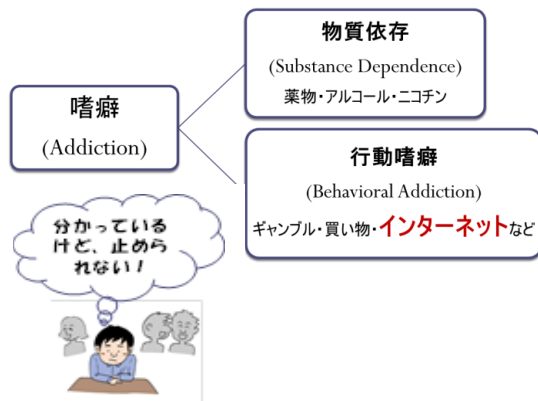 物質依存
(Substance Dependence)
薬物・アルコール・ニコチン
嗜癖
(Addiction)
行動嗜癖
(Behavioral Addiction)
ギャンブル・買い物・インターネットなど
分かっている
けど、止めら
れない！